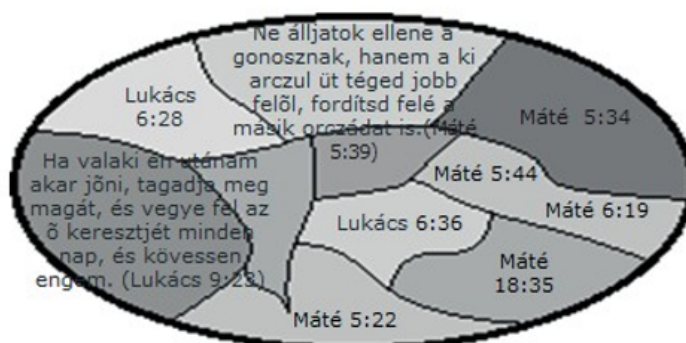 Ne álljatok ellene a
gonosznak, hanem a ki
arczul üt téged jobb
felõl, fordítsd felé a
másik orczádat is.(Máté
5:39)
Lukács
6:28
Máté 5:34
Ha valaki én utánam
akar jõni, tagadja meg
magát, és vegye fel az
õ keresztjét minden
nap, és kövessen
engem. (Lukács 9:23)
Máté 5:44
Máté 6:19
Lukács 6:36
Máté
18:35
Máté 5:22